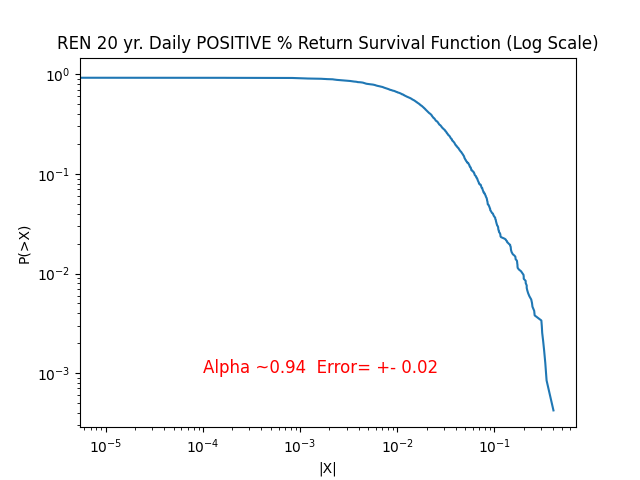 REN 20 yr. Daily POSITIVE % Return Survival Function (Log Scale)
10⁰
10⁻¹
10⁻²
10⁻³
P(>X)
Alpha ~0.94  Error= +- 0.02
10⁻⁵ 10⁻⁴ 10⁻³ 10⁻² 10⁻¹
|X|